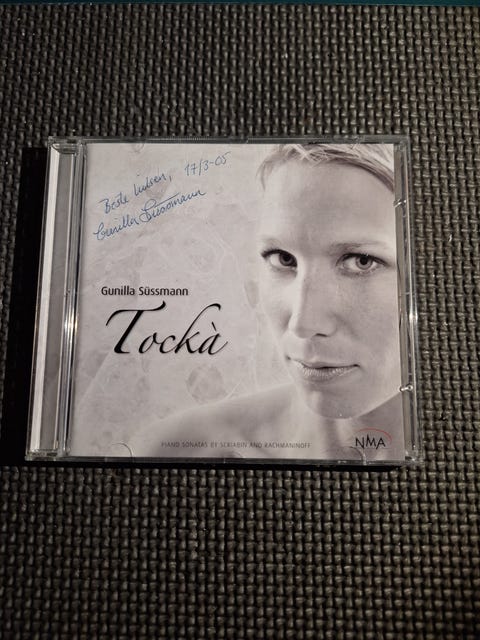 Beste hilsen, 17/3-05
Gunilla Süssmann
Gunilla Süssmann
Tockà
PIANO SONATAS BY SCRIABIN AND RACHMANINOFF
NMA